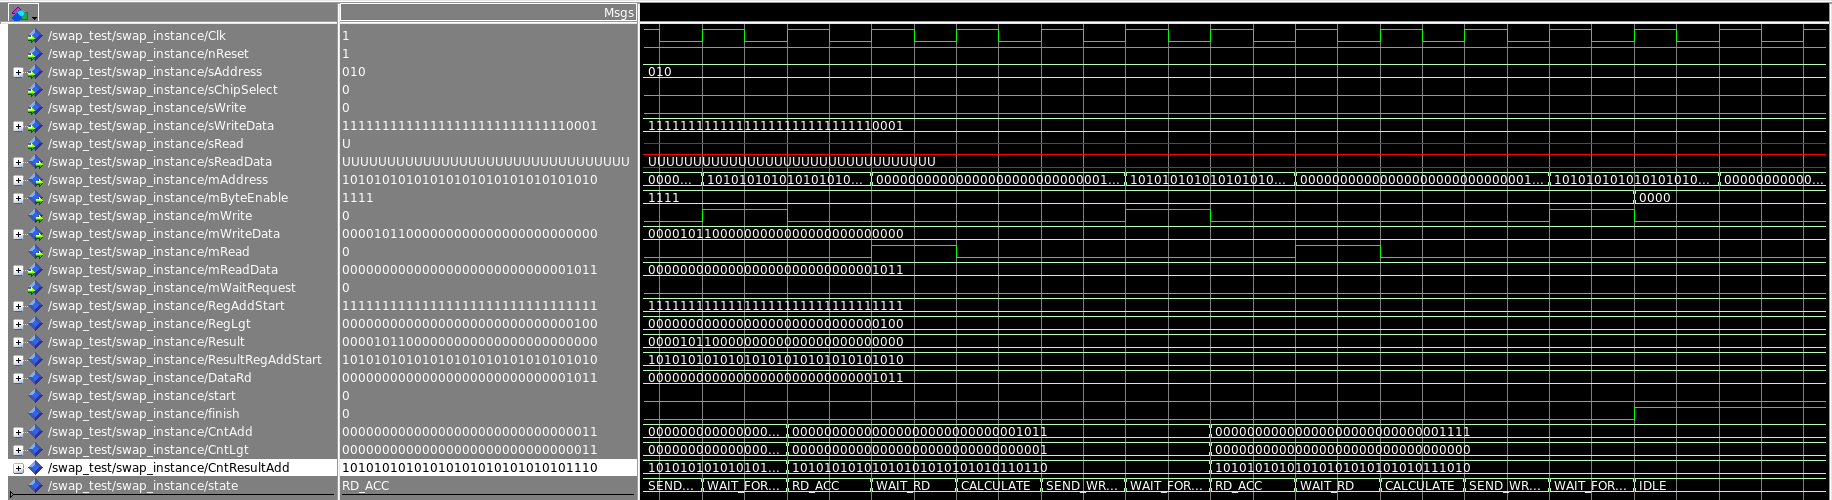 Msgs
/swap_test/swap_instance/Clk 1
/swap_test/swap_instance/nReset 1
/swap_test/swap_instance/sAddress 010 010
/swap_test/swap_instance/sChipSelect 0
/swap_test/swap_instance/sWrite 0
/swap_test/swap_instance/sWriteData 11111111111111111111111111110001 11111111111111111111111111110001
/swap_test/swap_instance/sRead U
/swap_test/swap_instance/sReadData UUUUUUUUUUUUUUUUUUUUUUUUUUUUUUUU UUUUUUUUUUUUUUUUUUUUUUUUUUUUUUUU
/swap_test/swap_instance/mAddress 10101010101010101010101010101010 0000... 101010101010101010... 00000000000000000000000000001... 101010101010101010... 00000000000000000000000000001... 101010101010101010... 00000000000...
/swap_test/swap_instance/mByteEnable 1111 1111 0000
/swap_test/swap_instance/mWrite 0
/swap_test/swap_instance/mWriteData 00001011000000000000000000000000 00001011000000000000000000000000
/swap_test/swap_instance/mRead 0
/swap_test/swap_instance/mReadData 00000000000000000000000000001011 00000000000000000000000000001011
/swap_test/swap_instance/mWaitRequest 0
/swap_test/swap_instance/RegAddStart 11111111111111111111111111111111 11111111111111111111111111111111
/swap_test/swap_instance/RegLgt 00000000000000000000000000000100 00000000000000000000000000000100
/swap_test/swap_instance/Result 00001011000000000000000000000000 00001011000000000000000000000000
/swap_test/swap_instance/ResultRegAddStart 10101010101010101010101010101010 10101010101010101010101010101010
/swap_test/swap_instance/DataRd 00000000000000000000000000001011 00000000000000000000000000001011
/swap_test/swap_instance/start 0
/swap_test/swap_instance/finish 0
/swap_test/swap_instance/CntAdd 00000000000000000000000000000011 000000000000000... 00000000000000000000000000001011 00000000000000000000000000001111
/swap_test/swap_instance/CntLgt 00000000000000000000000000000011 000000000000000... 00000000000000000000000000000001 00000000000000000000000000000000
/swap_test/swap_instance/CntResultAdd 10101010101010101010101010101110 101010101010101... 10101010101010101010101010110110 10101010101010101010101010111010
/swap_test/swap_instance/state RD_ACC SEND... WAIT_FOR... RD_ACC WAIT_RD CALCULATE SEND_WR... WAIT_FOR... RD_ACC WAIT_RD CALCULATE SEND_WR... WAIT_FOR... IDLE